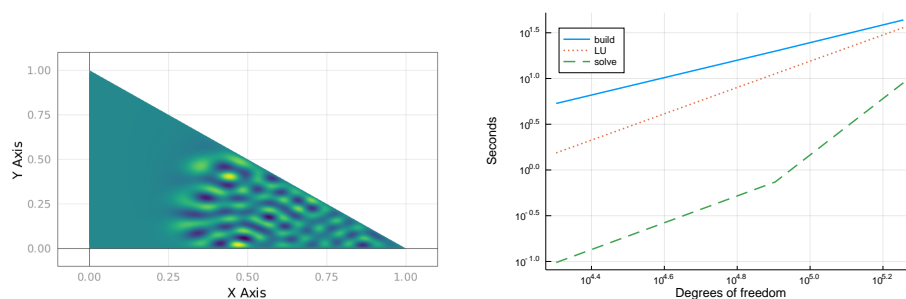 1.00
0.75
0.50
0.25
0.00
Y Axis
0.00 0.25 0.50 0.75 1.00
X Axis
build
LU
solve
10^1.5
10^1.0
10^0.5
10^0.0
10^-0.5
10^-1.0
Seconds
10^4.4 10^4.6 10^4.8 10^5.0 10^5.2
Degrees of freedom